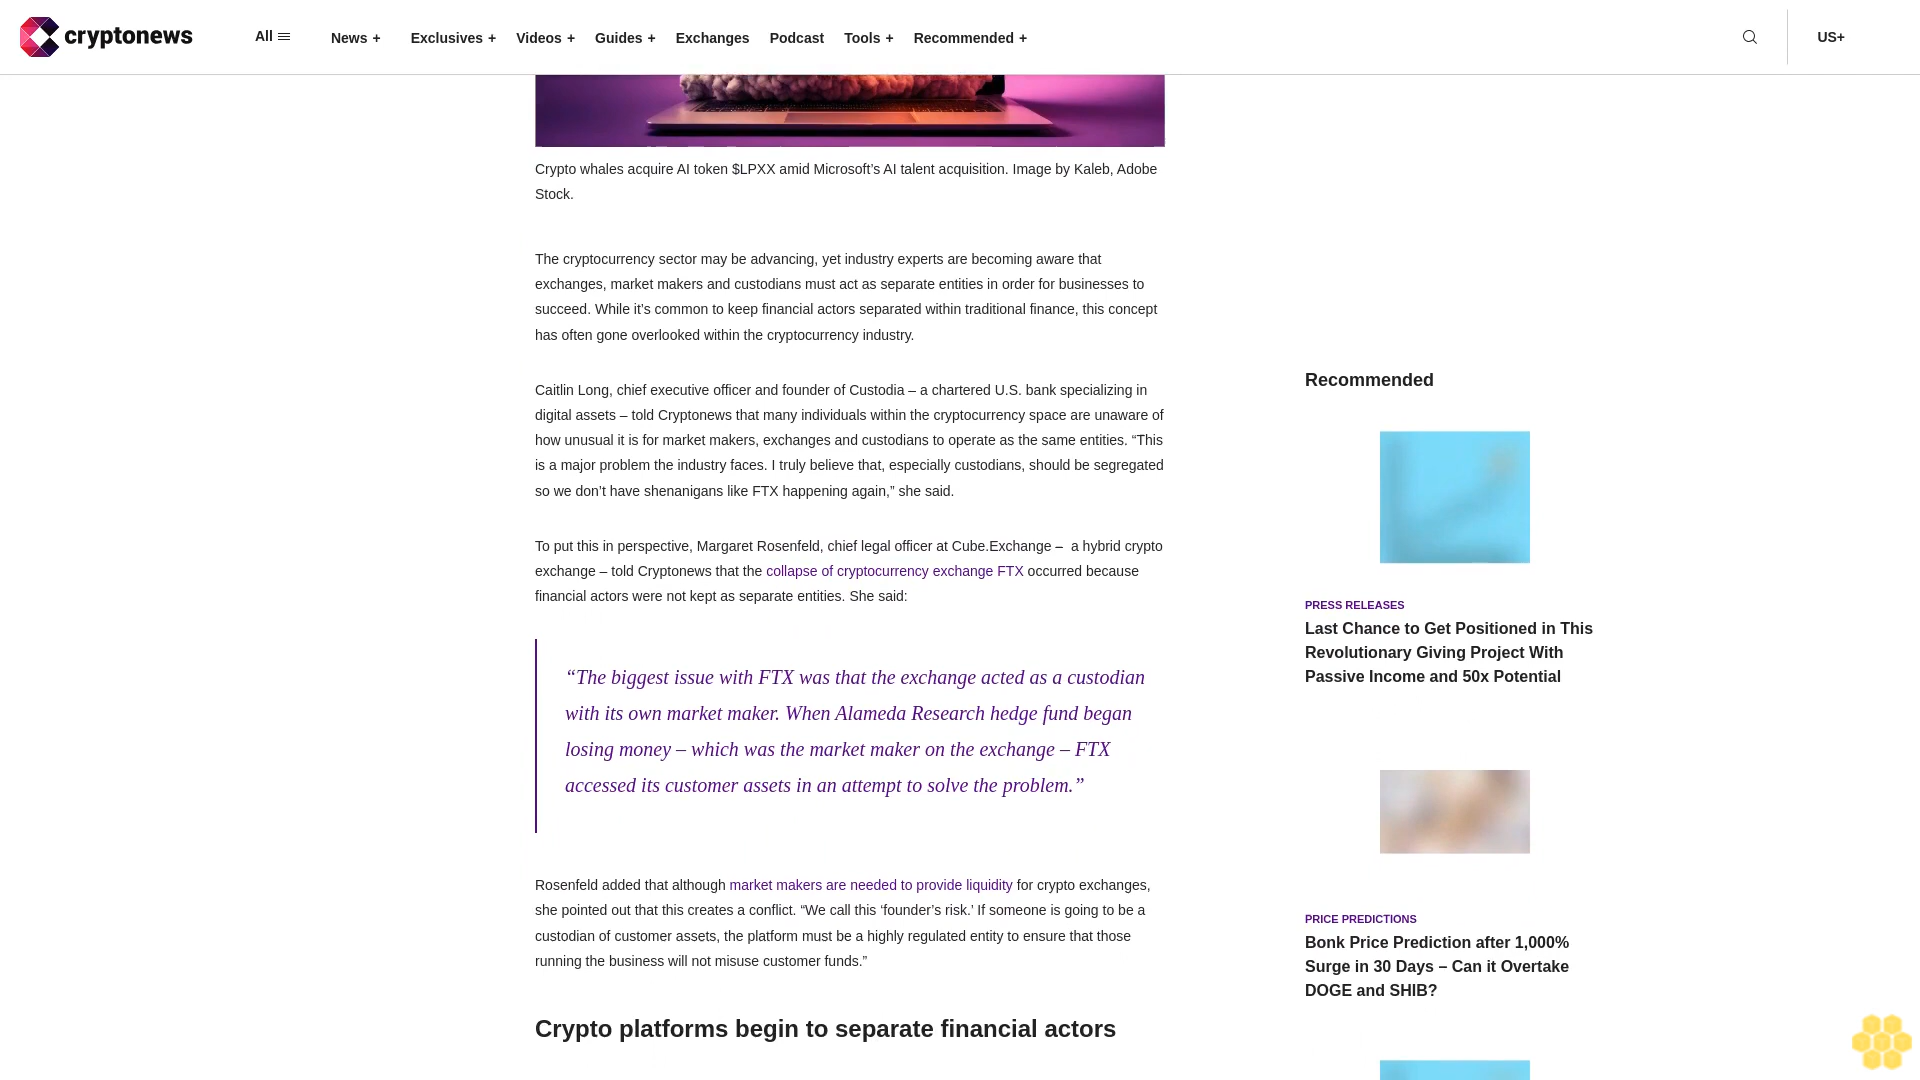 cryptonews
All
News +
Exclusives +
Videos +
Guides +
Exchanges
Podcast
Tools +
Recommended +
US+
Crypto whales acquire AI token $LPXX amid Microsoft’s AI talent acquisition. Image by Kaleb, Adobe
Stock.
The cryptocurrency sector may be advancing, yet industry experts are becoming aware that
exchanges, market makers and custodians must act as separate entities in order for businesses to
succeed. While it’s common to keep financial actors separated within traditional finance, this concept
has often gone overlooked within the cryptocurrency industry.
Caitlin Long, chief executive officer and founder of Custodia – a chartered U.S. bank specializing in
digital assets – told Cryptonews that many individuals within the cryptocurrency space are unaware of
how unusual it is for market makers, exchanges and custodians to operate as the same entities. “This
is a major problem the industry faces. I truly believe that, especially custodians, should be segregated
so we don’t have shenanigans like FTX happening again,” she said.
To put this in perspective, Margaret Rosenfeld, chief legal officer at Cube.Exchange – a hybrid crypto
exchange – told Cryptonews that the collapse of cryptocurrency exchange FTX occurred because
financial actors were not kept as separate entities. She said:
“The biggest issue with FTX was that the exchange acted as a custodian
with its own market maker. When Alameda Research hedge fund began
losing money – which was the market maker on the exchange – FTX
accessed its customer assets in an attempt to solve the problem.”
Rosenfeld added that although market makers are needed to provide liquidity for crypto exchanges,
she pointed out that this creates a conflict. “We call this ‘founder’s risk.’ If someone is going to be a
custodian of customer assets, the platform must be a highly regulated entity to ensure that those
running the business will not misuse customer funds.”
Crypto platforms begin to separate financial actors
Recommended
PRESS RELEASES
Last Chance to Get Positioned in This
Revolutionary Giving Project With
Passive Income and 50x Potential
PRICE PREDICTIONS
Bonk Price Prediction after 1,000%
Surge in 30 Days – Can it Overtake
DOGE and SHIB?